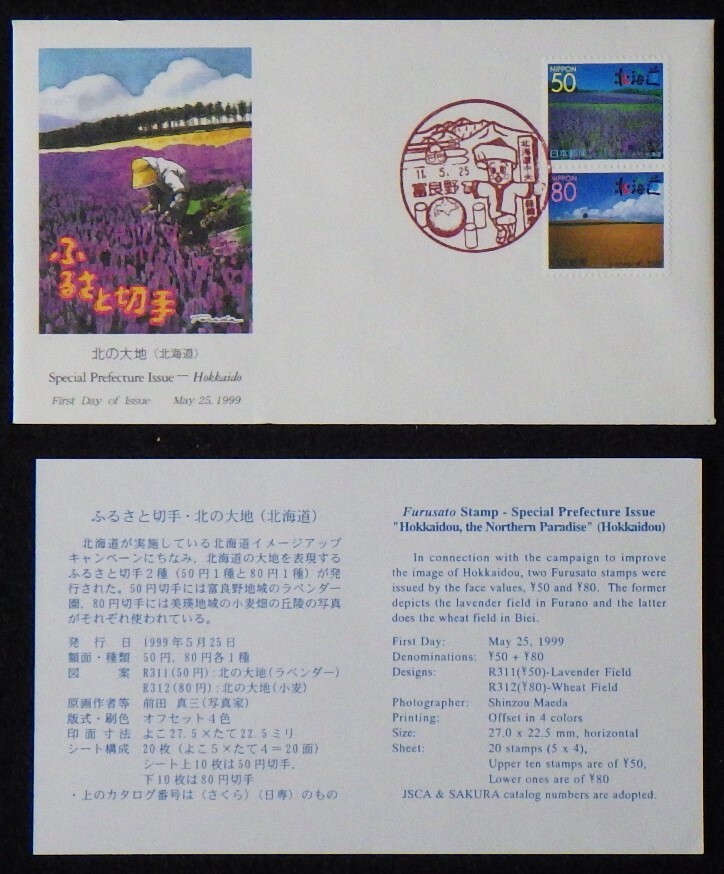 ふるさと切手
北の大地（北海道）
Special Prefecture Issue — Hokkaido
First Day of Issue May 25, 1999
11. 5. 25
富良野
NIPPON
50
北海道
日本郵便
NIPPON
80
北海道
ふるさと切手・北の大地（北海道）
北海道が実施している北海道イメージアップ
キャンペーンにちなみ、北海道の大地を表現する
ふるさと切手２種（50円１種と80円１種）が発
行された。50円切手には富良野地域のラベンダー
園、80円切手には美瑛地域の小麦畑の丘陵の写真
がそれぞれ使われている。
発行日 1999年５月25日
額面・種類 50円，80円各１種
図案 R311(50円)：北の大地(ラベンダー)
R312(80円)：北の大地(小麦)
原画作者等 前田 真三(写真家)
版式・刷色 オフセット４色
印面寸法 よこ27.5×たて22.5ミリ
シート構成 20枚（よこ５×たて４＝20面）
シート上10枚は50円切手、
下10枚は80円切手
・上のカタログ番号は〈さくら〉〈日専〉のもの
Furusato Stamp - Special Prefecture Issue
"Hokkaidou, the Northern Paradise" (Hokkaidou)
In connection with the campaign to improve
the image of Hokkaidou, two Furusato stamps were
issued by the face values, ¥50 and ¥80. The former
depicts the lavender field in Furano and the latter
does the wheat field in Biei.
First Day: May 25, 1999
Denominations: ¥50 + ¥80
Designs: R311(¥50)-Lavender Field
R312(¥80)-Wheat Field
Photographer: Shinzou Maeda
Printing: Offset in 4 colors
Size: 27.0 x 22.5 mm, horizontal
Sheet: 20 stamps (5 x 4),
Upper ten stamps are of ¥50,
Lower ones are of ¥80
JSCA & SAKURA catalog numbers are adopted.